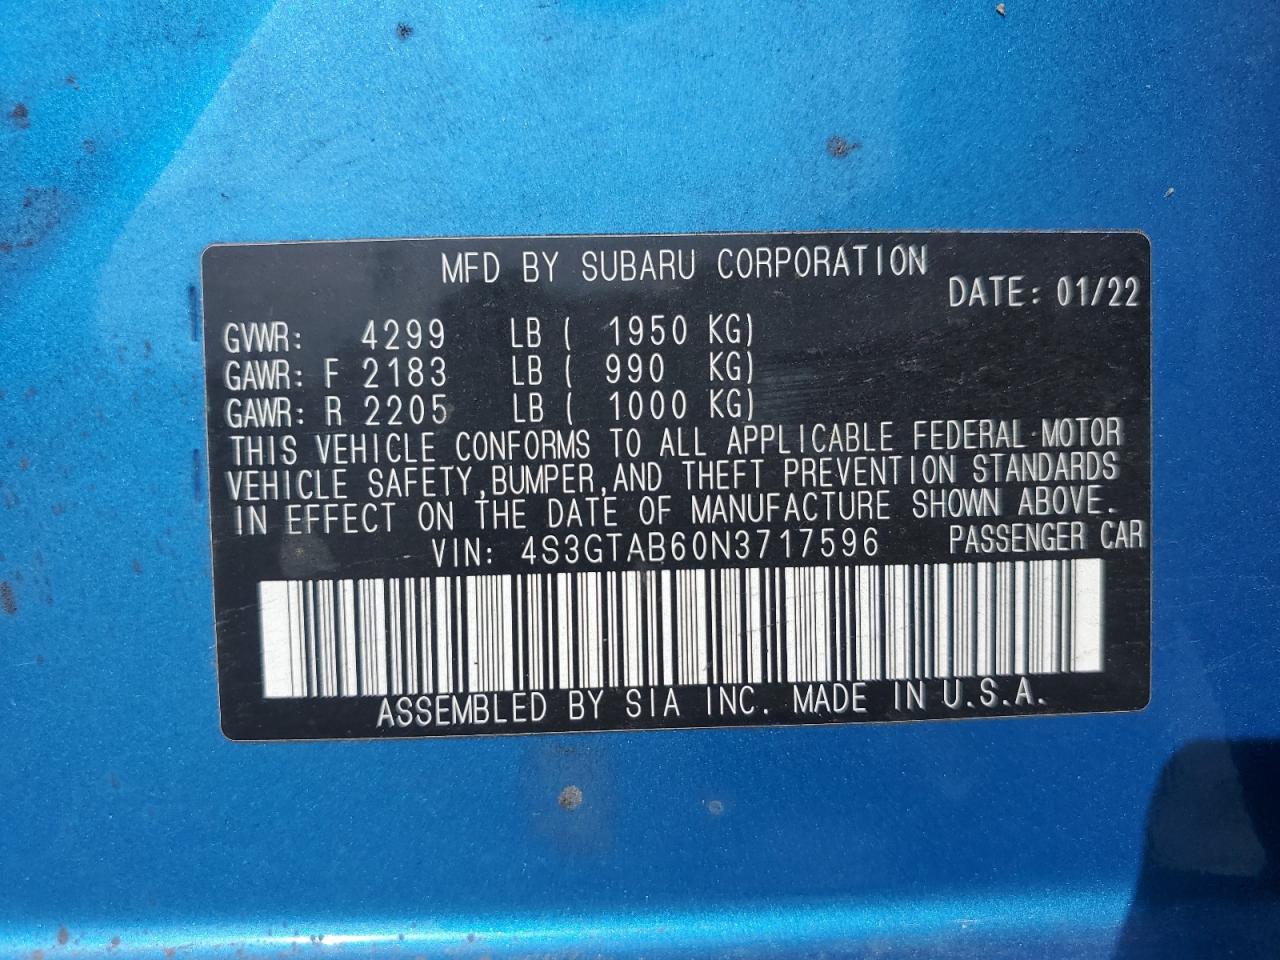 MFD BY SUBARU CORPORATION
DATE: 01/22
GVWR: 4299 LB ( 1950 KG)
GAWR: F 2183 LB ( 990 KG)
GAWR: R 2205 LB ( 1000 KG)
THIS VEHICLE CONFORMS TO ALL APPLICABLE FEDERAL MOTOR
VEHICLE SAFETY,BUMPER,AND THEFT PREVENTION STANDARDS
IN EFFECT ON THE DATE OF MANUFACTURE SHOWN ABOVE.
VIN: 4S3GTAB60N3717596 PASSENGER CAR
ASSEMBLED BY SIA INC. MADE IN U.S.A.